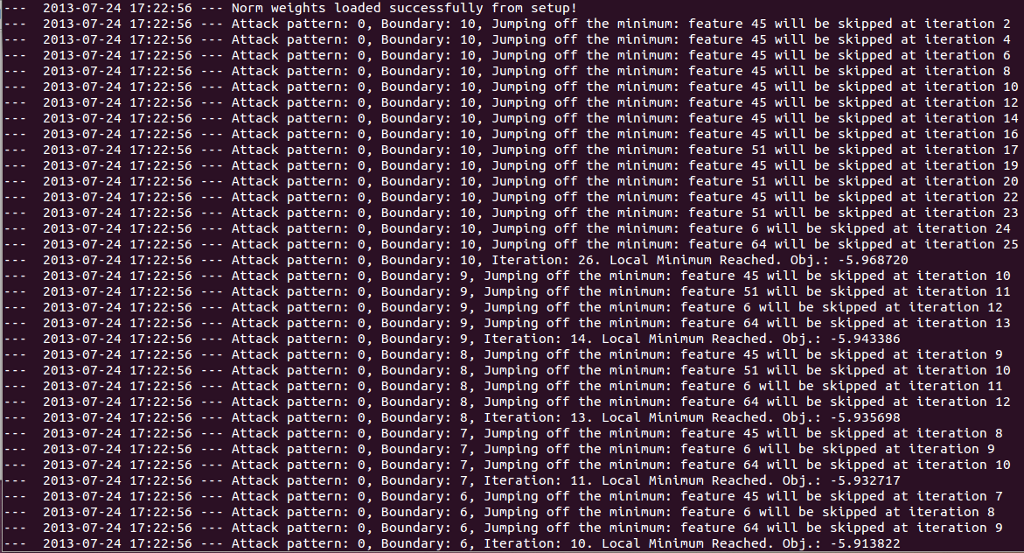 --- 2013-07-24 17:22:56 --- Norm weights loaded successfully from setup!
--- 2013-07-24 17:22:56 --- Attack pattern: 0, Boundary: 10, Jumping off the minimum: feature 45 will be skipped at iteration 2
--- 2013-07-24 17:22:56 --- Attack pattern: 0, Boundary: 10, Jumping off the minimum: feature 45 will be skipped at iteration 4
--- 2013-07-24 17:22:56 --- Attack pattern: 0, Boundary: 10, Jumping off the minimum: feature 45 will be skipped at iteration 6
--- 2013-07-24 17:22:56 --- Attack pattern: 0, Boundary: 10, Jumping off the minimum: feature 45 will be skipped at iteration 8
--- 2013-07-24 17:22:56 --- Attack pattern: 0, Boundary: 10, Jumping off the minimum: feature 45 will be skipped at iteration 10
--- 2013-07-24 17:22:56 --- Attack pattern: 0, Boundary: 10, Jumping off the minimum: feature 45 will be skipped at iteration 12
--- 2013-07-24 17:22:56 --- Attack pattern: 0, Boundary: 10, Jumping off the minimum: feature 45 will be skipped at iteration 14
--- 2013-07-24 17:22:56 --- Attack pattern: 0, Boundary: 10, Jumping off the minimum: feature 45 will be skipped at iteration 16
--- 2013-07-24 17:22:56 --- Attack pattern: 0, Boundary: 10, Jumping off the minimum: feature 51 will be skipped at iteration 17
--- 2013-07-24 17:22:56 --- Attack pattern: 0, Boundary: 10, Jumping off the minimum: feature 45 will be skipped at iteration 19
--- 2013-07-24 17:22:56 --- Attack pattern: 0, Boundary: 10, Jumping off the minimum: feature 51 will be skipped at iteration 20
--- 2013-07-24 17:22:56 --- Attack pattern: 0, Boundary: 10, Jumping off the minimum: feature 45 will be skipped at iteration 22
--- 2013-07-24 17:22:56 --- Attack pattern: 0, Boundary: 10, Jumping off the minimum: feature 51 will be skipped at iteration 23
--- 2013-07-24 17:22:56 --- Attack pattern: 0, Boundary: 10, Jumping off the minimum: feature 6 will be skipped at iteration 24
--- 2013-07-24 17:22:56 --- Attack pattern: 0, Boundary: 10, Jumping off the minimum: feature 64 will be skipped at iteration 25
--- 2013-07-24 17:22:56 --- Attack pattern: 0, Boundary: 10, Iteration: 26. Local Minimum Reached. Obj.: -5.968720
--- 2013-07-24 17:22:56 --- Attack pattern: 0, Boundary: 9, Jumping off the minimum: feature 45 will be skipped at iteration 10
--- 2013-07-24 17:22:56 --- Attack pattern: 0, Boundary: 9, Jumping off the minimum: feature 51 will be skipped at iteration 11
--- 2013-07-24 17:22:56 --- Attack pattern: 0, Boundary: 9, Jumping off the minimum: feature 6 will be skipped at iteration 12
--- 2013-07-24 17:22:56 --- Attack pattern: 0, Boundary: 9, Jumping off the minimum: feature 64 will be skipped at iteration 13
--- 2013-07-24 17:22:56 --- Attack pattern: 0, Boundary: 9, Iteration: 14. Local Minimum Reached. Obj.: -5.943386
--- 2013-07-24 17:22:56 --- Attack pattern: 0, Boundary: 8, Jumping off the minimum: feature 45 will be skipped at iteration 9
--- 2013-07-24 17:22:56 --- Attack pattern: 0, Boundary: 8, Jumping off the minimum: feature 51 will be skipped at iteration 10
--- 2013-07-24 17:22:56 --- Attack pattern: 0, Boundary: 8, Jumping off the minimum: feature 6 will be skipped at iteration 11
--- 2013-07-24 17:22:56 --- Attack pattern: 0, Boundary: 8, Jumping off the minimum: feature 64 will be skipped at iteration 12
--- 2013-07-24 17:22:56 --- Attack pattern: 0, Boundary: 8, Iteration: 13. Local Minimum Reached. Obj.: -5.935698
--- 2013-07-24 17:22:56 --- Attack pattern: 0, Boundary: 7, Jumping off the minimum: feature 45 will be skipped at iteration 8
--- 2013-07-24 17:22:56 --- Attack pattern: 0, Boundary: 7, Jumping off the minimum: feature 6 will be skipped at iteration 9
--- 2013-07-24 17:22:56 --- Attack pattern: 0, Boundary: 7, Jumping off the minimum: feature 64 will be skipped at iteration 10
--- 2013-07-24 17:22:56 --- Attack pattern: 0, Boundary: 7, Iteration: 11. Local Minimum Reached. Obj.: -5.932717
--- 2013-07-24 17:22:56 --- Attack pattern: 0, Boundary: 6, Jumping off the minimum: feature 45 will be skipped at iteration 7
--- 2013-07-24 17:22:56 --- Attack pattern: 0, Boundary: 6, Jumping off the minimum: feature 6 will be skipped at iteration 8
--- 2013-07-24 17:22:56 --- Attack pattern: 0, Boundary: 6, Jumping off the minimum: feature 64 will be skipped at iteration 9
--- 2013-07-24 17:22:56 --- Attack pattern: 0, Boundary: 6, Iteration: 10. Local Minimum Reached. Obj.: -5.913822